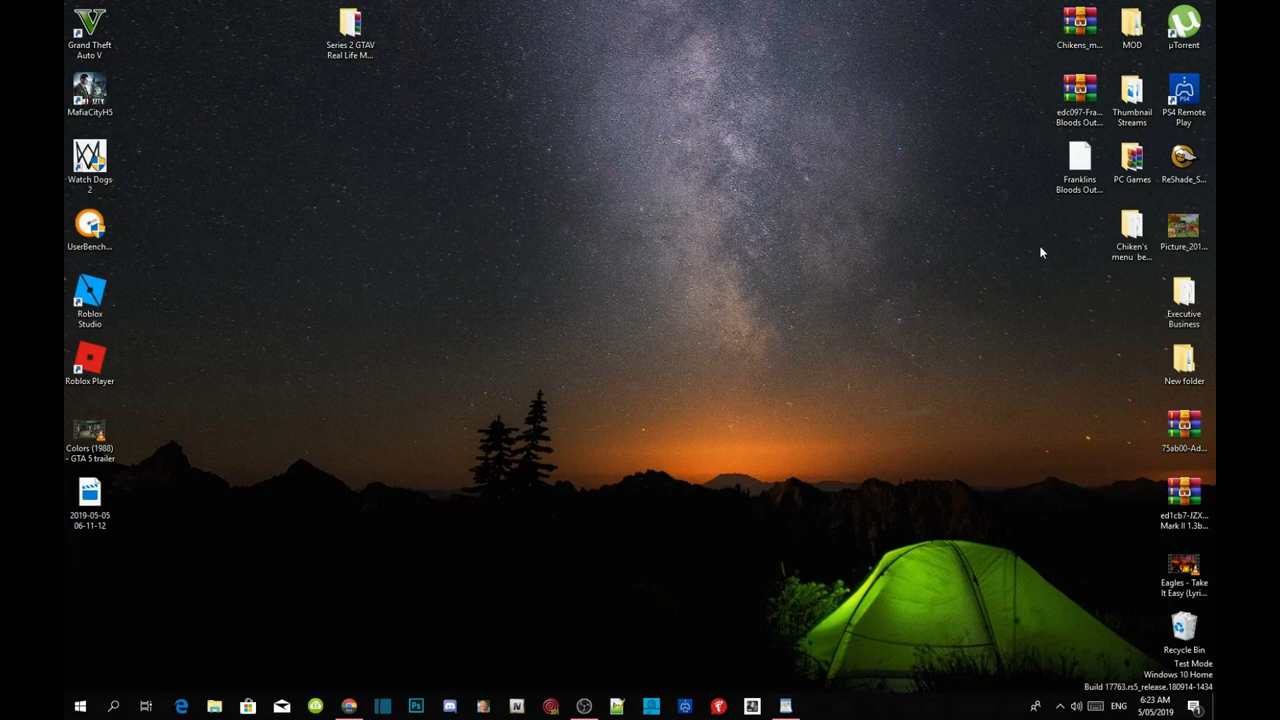 Grand Theft
Auto V
MafiaCityH5
Watch Dogs
2
UserBench...
Roblox
Studio
Roblox Player
Colors (1988)
- GTA 5 trailer
2019-05-05
06-11-12
Series 2 GTAV
Real Life M...
Chikens_m...
edc097-Fra...
Bloods Out...
Franklins
Bloods Out...
MOD
Thumbnail
Streams
PC Games
Chiken's
menu be...
µTorrent
PS4 Remote
Play
ReShade_S...
Picture_201...
Executive
Business
New folder
75ab00-Ad...
ed1cb7-JZX...
Mark II 1.3b...
Eagles - Take
It Easy (Lyri...
Recycle Bin
Test Mode
Windows 10 Home
Build 17763.rs5_release.180914-1434
Ps
IV
ENG
6:23 AM
5/05/2019